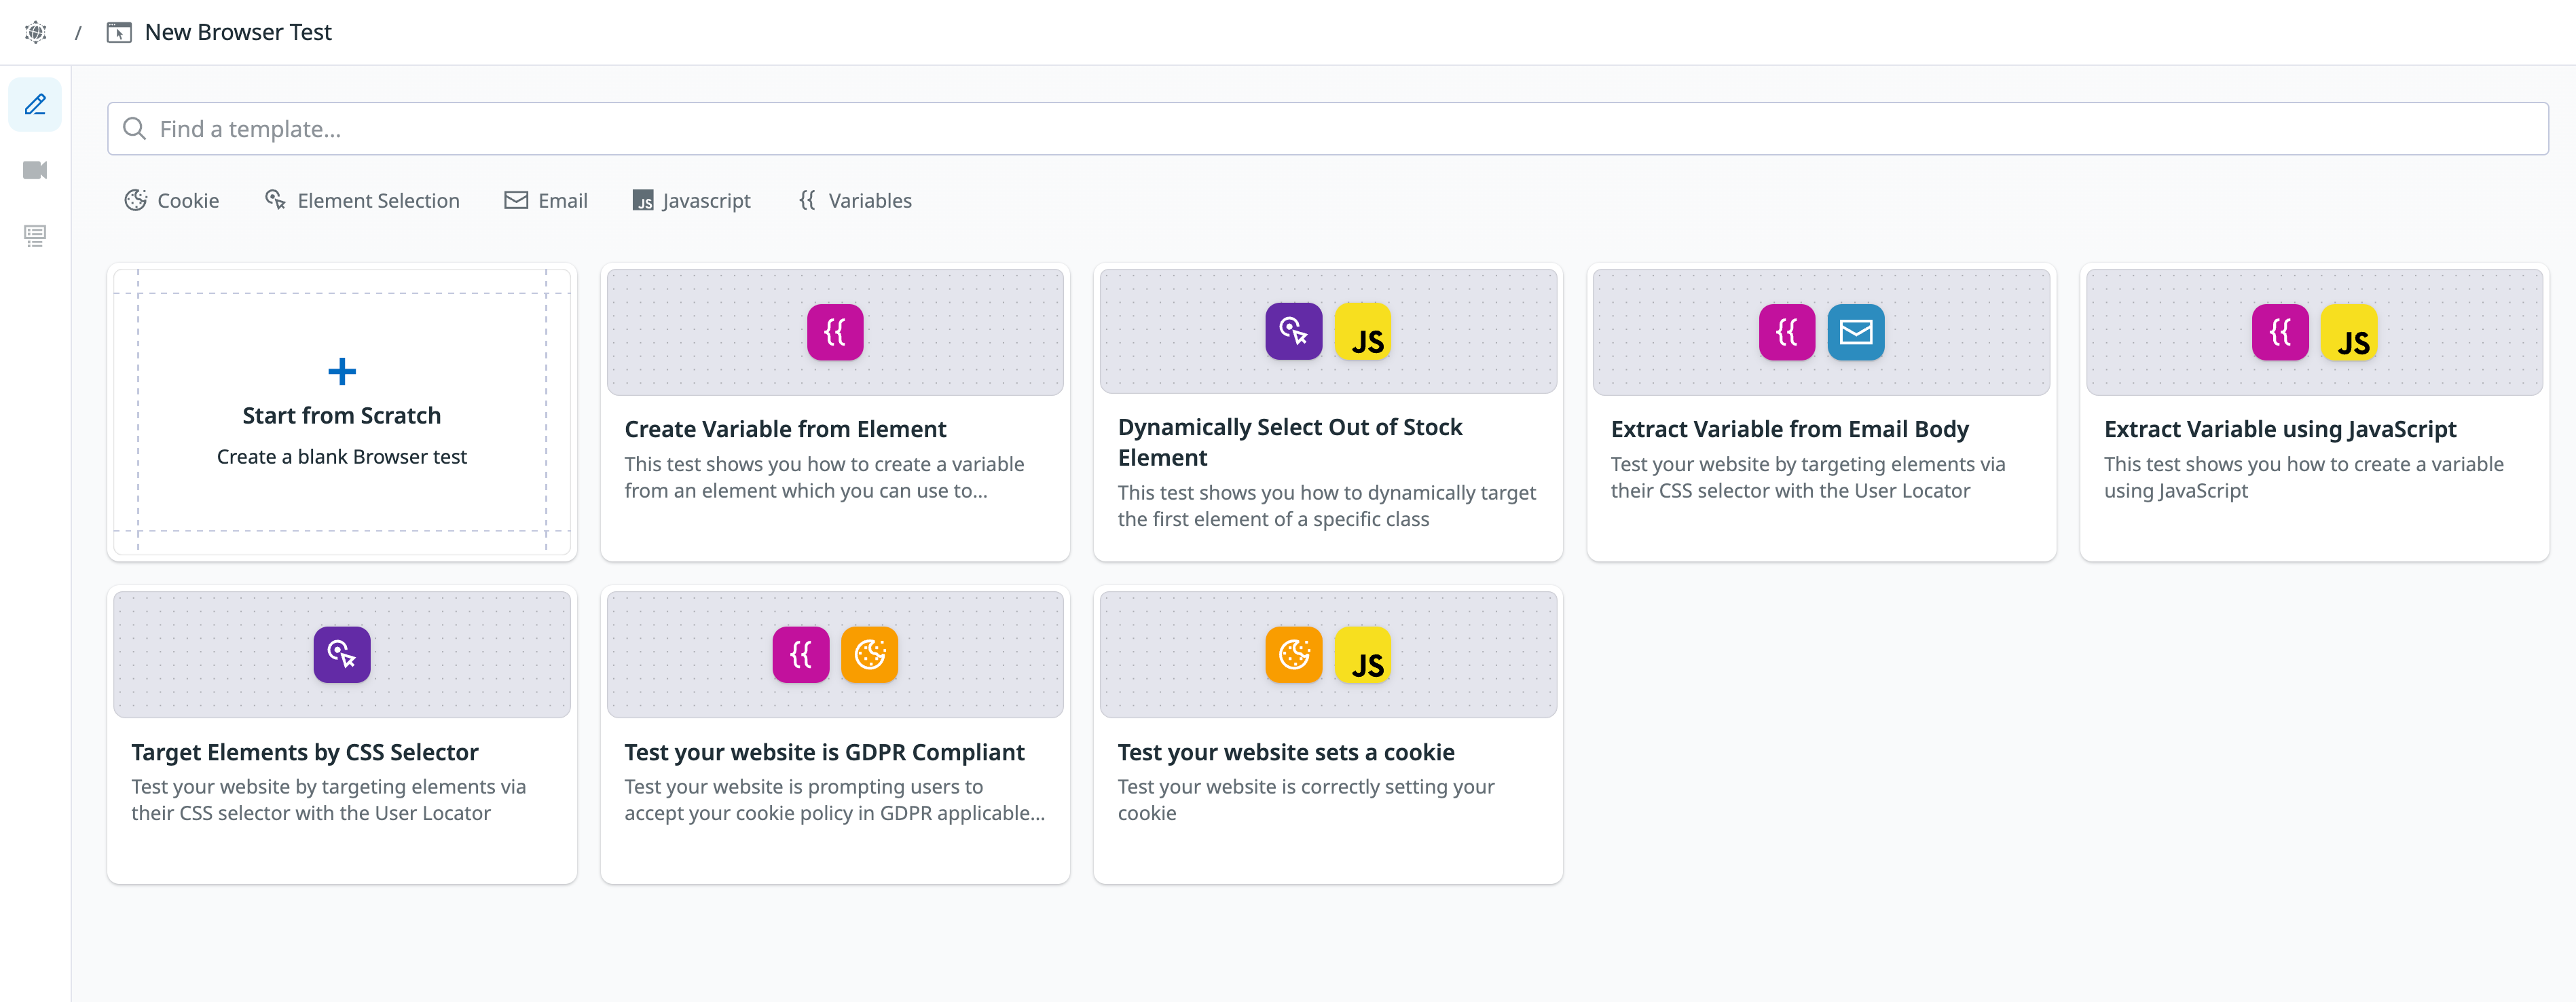 / New Browser Test
Find a template...
Cookie Element Selection Email JS Javascript {{ Variables
Start from Scratch
Create a blank Browser test
{{
Create Variable from Element
This test shows you how to create a variable
from an element which you can use to...
JS
Dynamically Select Out of Stock
Element
This test shows you how to dynamically target
the first element of a specific class
{{
Extract Variable from Email Body
Test your website by targeting elements via
their CSS selector with the User Locator
{{ JS
Extract Variable using JavaScript
This test shows you how to create a variable
using JavaScript
Target Elements by CSS Selector
Test your website by targeting elements via
their CSS selector with the User Locator
{{
Test your website is GDPR Compliant
Test your website is prompting users to
accept your cookie policy in GDPR applicable...
JS
Test your website sets a cookie
Test your website is correctly setting your
cookie